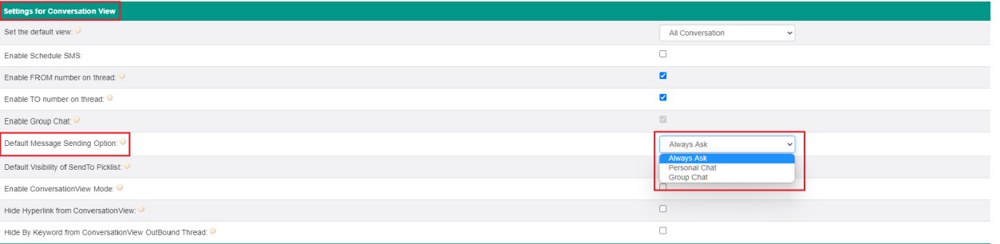 Settings for Conversation View
Set the default view:
All Conversation
Enable Schedule SMS:
Enable FROM number on thread:
Enable TO number on thread:
Enable Group Chat:
Default Message Sending Option:
Always Ask
Always Ask
Personal Chat
Group Chat
Default Visibility of SendTo Picklist:
Enable ConversationView Mode:
Hide Hyperlink from ConversationView:
Hide By Keyword from ConversationView OutBound Thread: